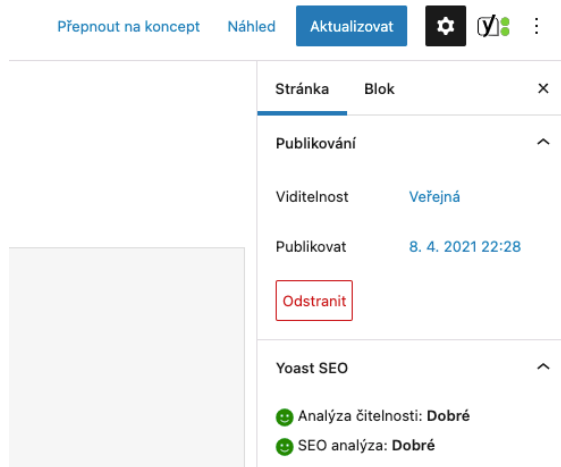 Přepnout na koncept Náhled Aktualizovat
Stránka Blok
Publikování
Viditelnost Veřejná
Publikovat 8. 4. 2021 22:28
Odstranit
Yoast SEO
Analýza čitelnosti: Dobré
SEO analýza: Dobré